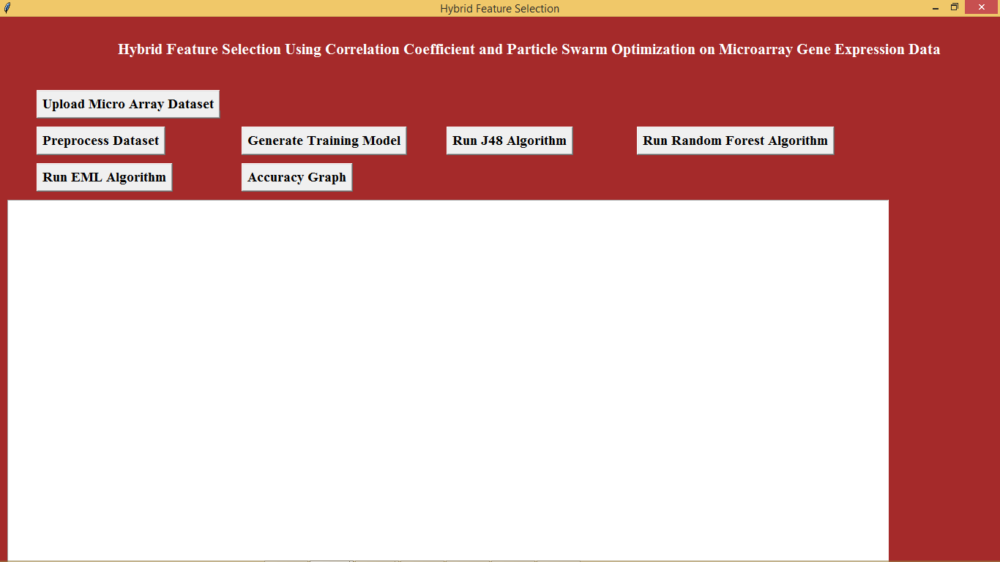 Hybrid Feature Selection
Hybrid Feature Selection Using Correlation Coefficient and Particle Swarm Optimization on Microarray Gene Expression Data
Upload Micro Array Dataset
Preprocess Dataset
Generate Training Model
Run J48 Algorithm
Run Random Forest Algorithm
Run EML Algorithm
Accuracy Graph